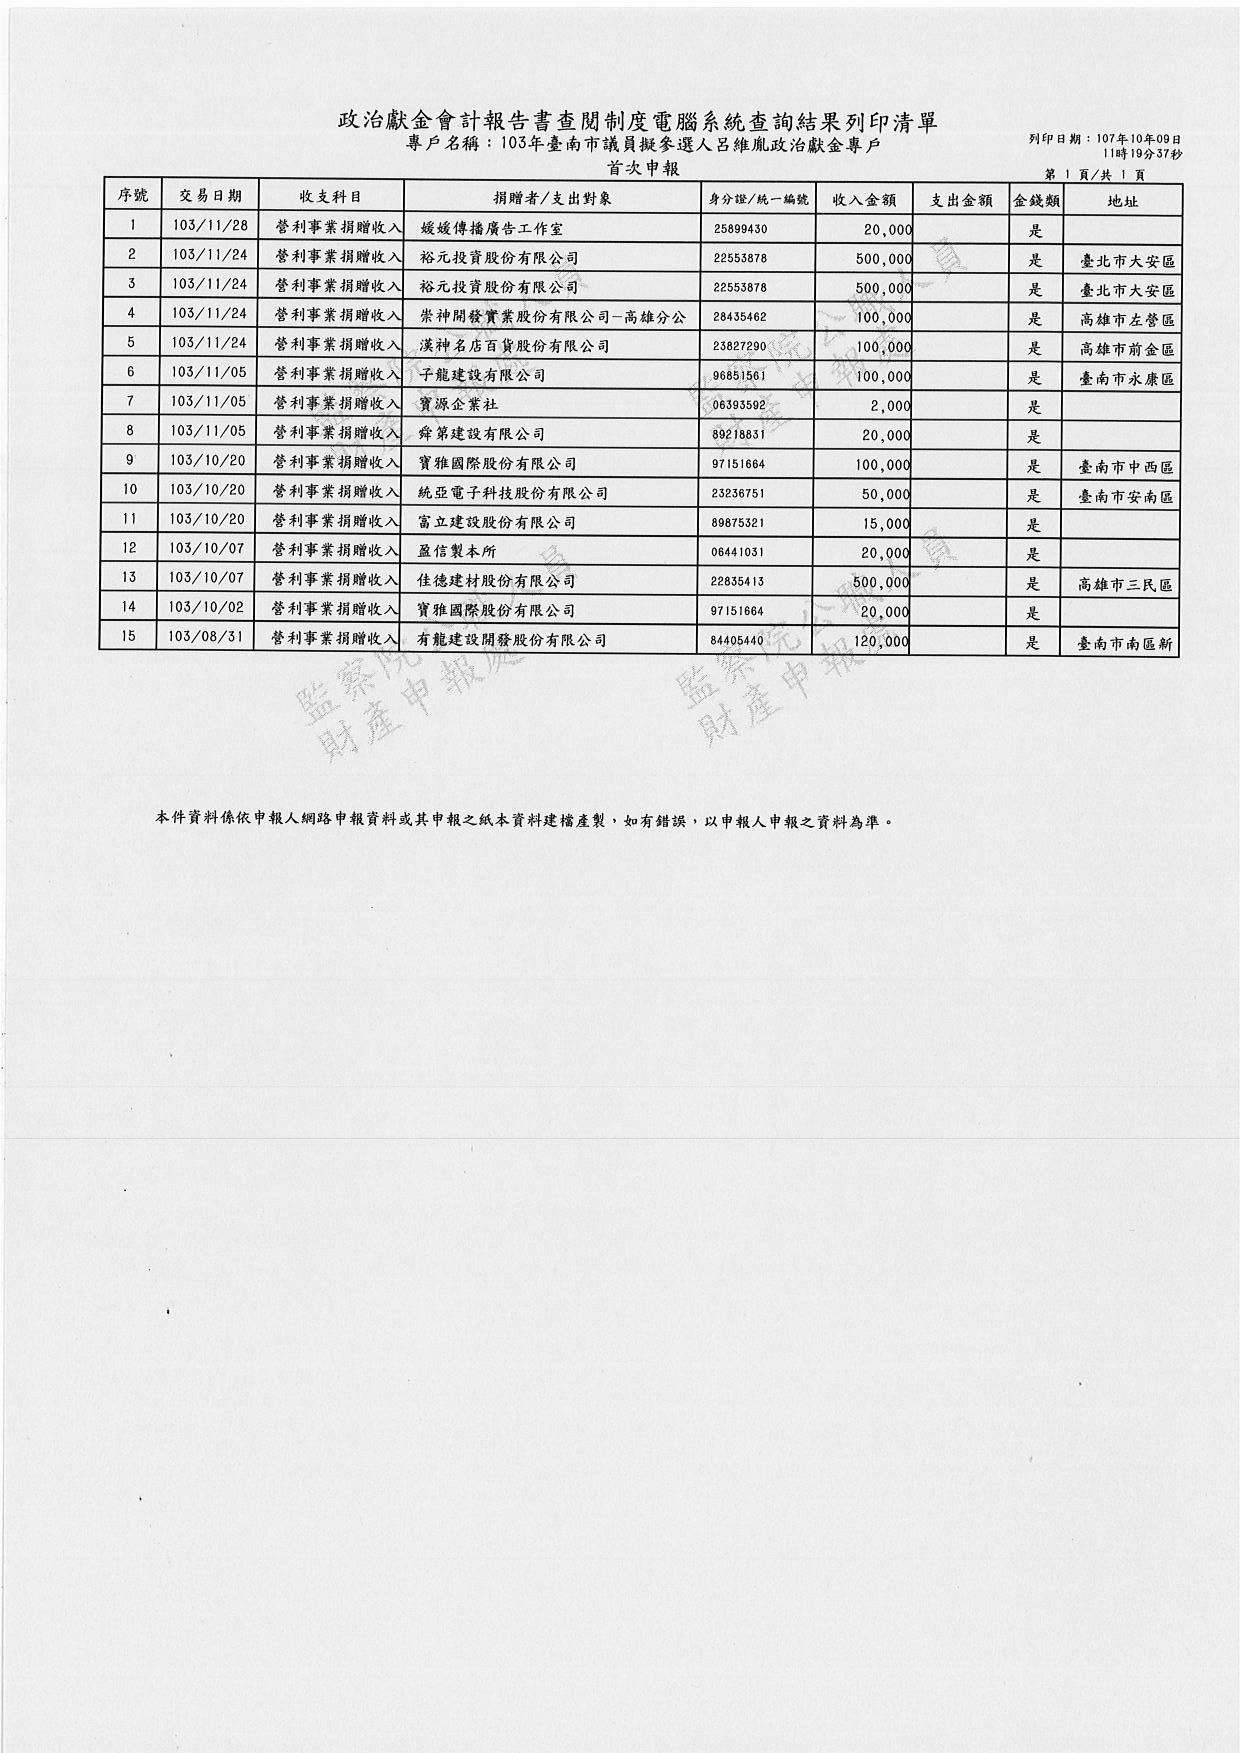 政治獻金會計報告書查閱制度電腦系統查詢結果列印清單
專戶名稱：103年臺南市議員擬參選人呂維胤政治獻金專戶
列印日期：107年10年09日
11時19分37秒
首次申報
第 1 頁/共 1 頁
序號 交易日期 收支科目 捐贈者/支出對象 身分證/統一編號 收入金額 支出金額 金錢類 地址
1 103/11/28 營利事業捐贈收入 媛媛傳播廣告工作室 25899430 20,000 是
2 103/11/24 營利事業捐贈收入 裕元投資股份有限公司 22553878 500,000 是 臺北市大安區
3 103/11/24 營利事業捐贈收入 裕元投資股份有限公司 22553878 500,000 是 臺北市大安區
4 103/11/24 營利事業捐贈收入 崇神開發實業股份有限公司-高雄分公 28435462 100,000 是 高雄市左營區
5 103/11/24 營利事業捐贈收入 漢神名店百貨股份有限公司 23827290 100,000 是 高雄市前金區
6 103/11/05 營利事業捐贈收入 子龍建設有限公司 96851561 100,000 是 臺南市永康區
7 103/11/05 營利事業捐贈收入 寶源企業社 06393592 2,000 是
8 103/11/05 營利事業捐贈收入 舜第建設有限公司 89218831 20,000 是
9 103/10/20 營利事業捐贈收入 寶雅國際股份有限公司 97151664 100,000 是 臺南市中西區
10 103/10/20 營利事業捐贈收入 統亞電子科技股份有限公司 23236751 50,000 是 臺南市安南區
11 103/10/20 營利事業捐贈收入 富立建設股份有限公司 89875321 15,000 是
12 103/10/07 營利事業捐贈收入 盈信製本所 06441031 20,000 是
13 103/10/07 營利事業捐贈收入 佳德建材股份有限公司 22835413 500,000 是 高雄市三民區
14 103/10/02 營利事業捐贈收入 寶雅國際股份有限公司 97151664 20,000 是
15 103/08/31 營利事業捐贈收入 有龍建設開發股份有限公司 84405440 120,000 是 臺南市南區新
監察院公職人員
財產申報處
監察院公職人員
財產申報處
監察院公職人員
財產申報處
監察院公職人員
財產申報處
本件資料係依申報人網路申報資料或其申報之紙本資料建檔產製，如有錯誤，以申報人申報之資料為準。